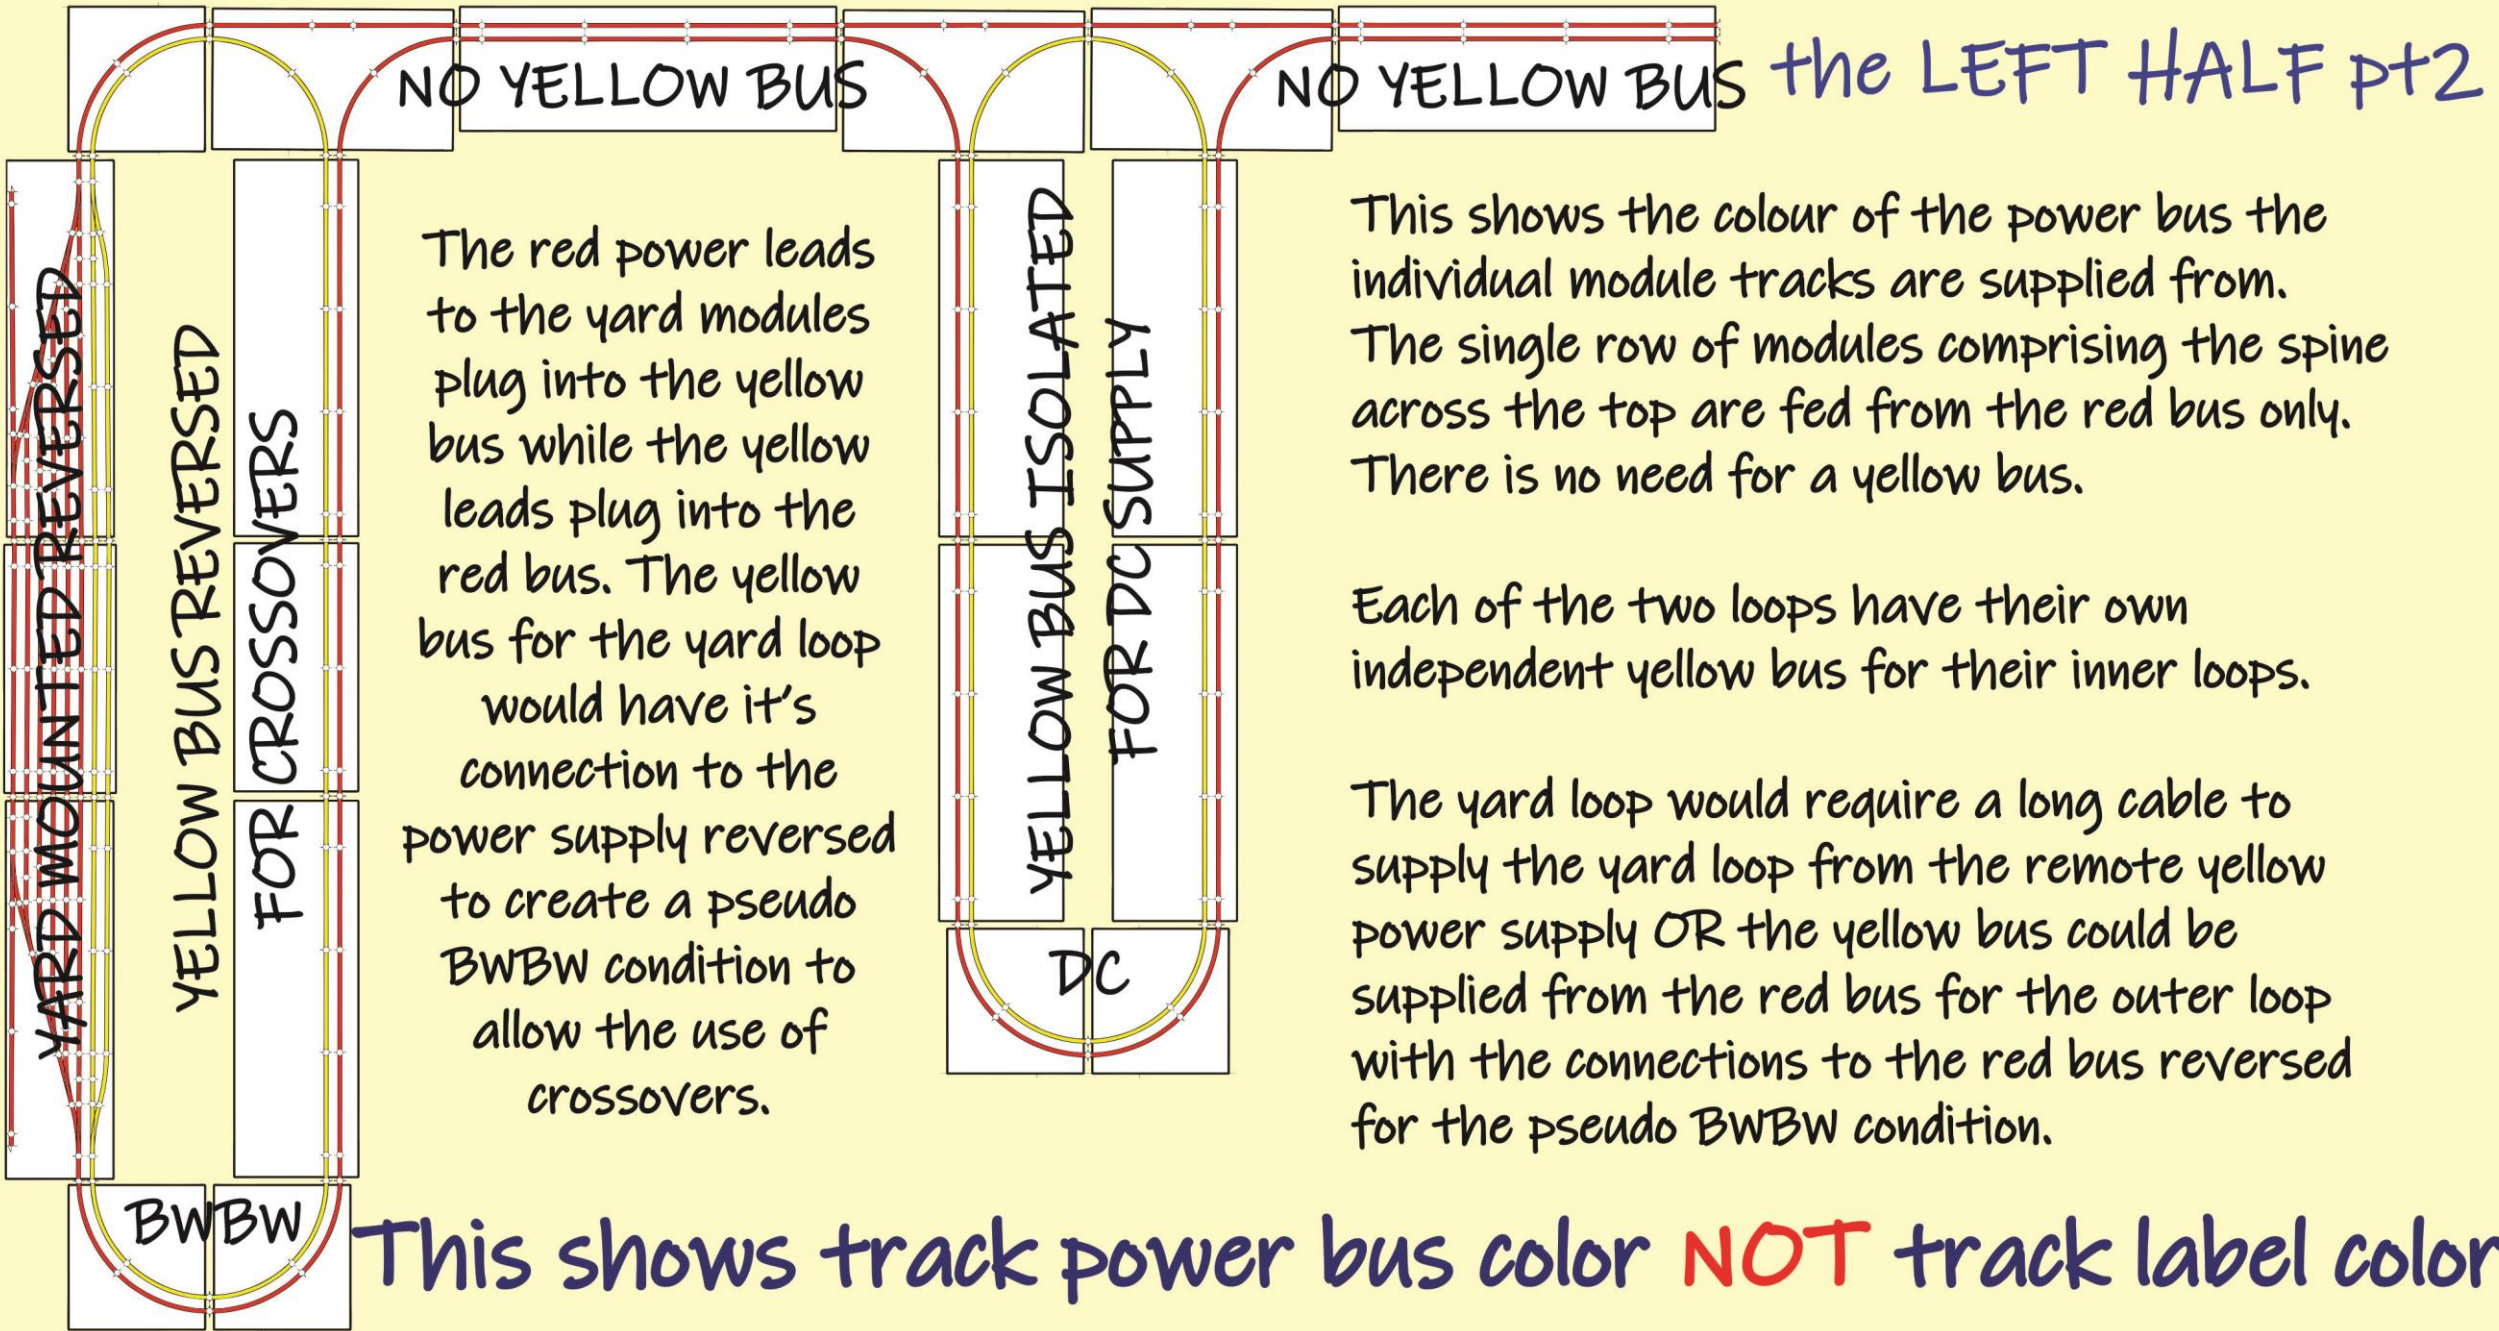 NO YELLOW BUS
NO YELLOW BUS
the LEFT HALF pt2
YARD MOUNTED REVERSED
YELLOW BUS REVERSED
FOR CROSSOVERS
The red power leads
to the yard modules
plug into the yellow
bus while the yellow
leads plug into the
red bus. The yellow
bus for the yard loop
would have it's
connection to the
power supply reversed
to create a pseudo
BWBW condition to
allow the use of
crossovers.
YELLOW BUS ISOLATED
FOR DC SUPPLY
DC
This shows the colour of the power bus the
individual module tracks are supplied from.
The single row of modules comprising the spine
across the top are fed from the red bus only.
There is no need for a yellow bus.
Each of the two loops have their own
independent yellow bus for their inner loops.
The yard loop would require a long cable to
supply the yard loop from the remote yellow
power supply OR the yellow bus could be
supplied from the red bus for the outer loop
with the connections to the red bus reversed
for the pseudo BWBW condition.
BWBW
This shows track power bus color NOT track label color